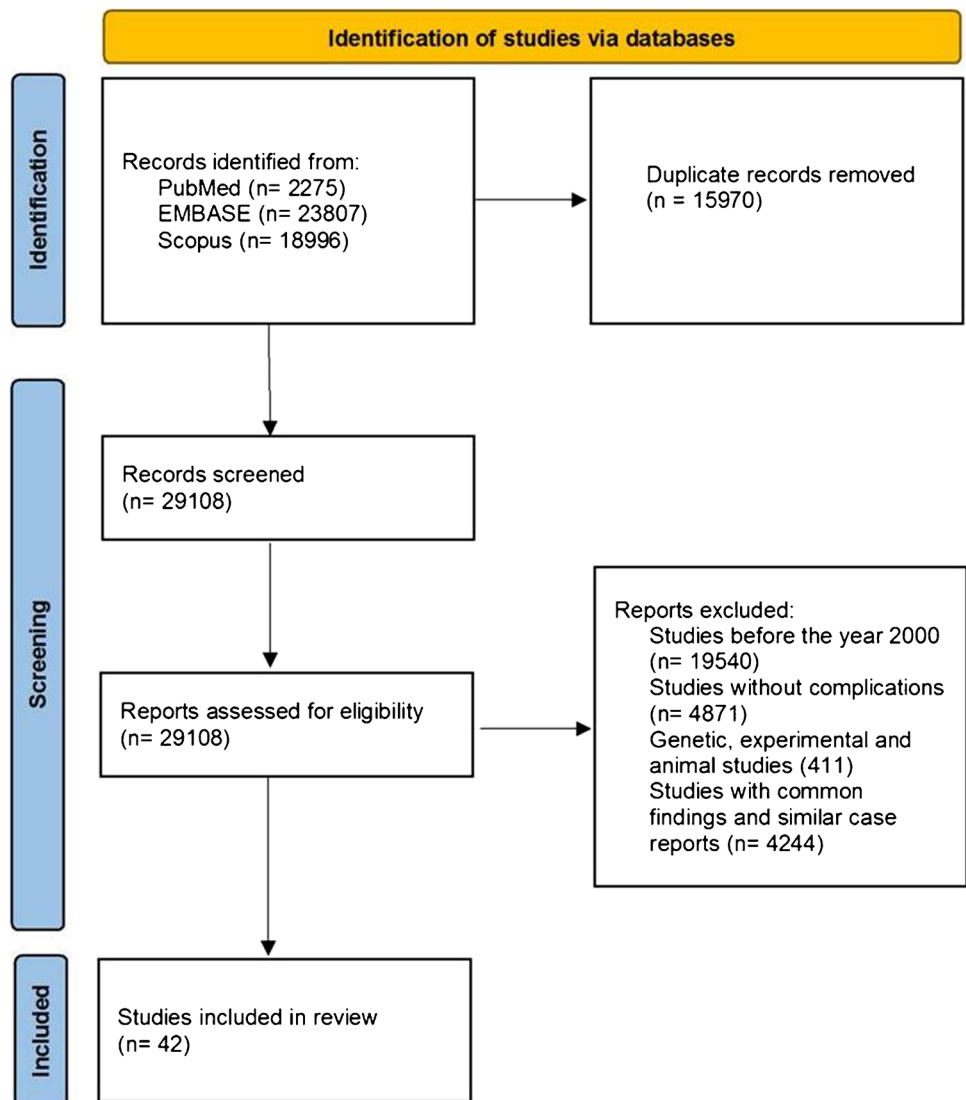 Identification of studies via databases
Identification
Records identified from:
PubMed (n= 2275)
EMBASE (n= 23807)
Scopus (n= 18996)
Duplicate records removed
(n = 15970)
Screening
Records screened
(n= 29108)
Reports assessed for eligibility
(n= 29108)
Reports excluded:
Studies before the year 2000
(n= 19540)
Studies without complications
(n= 4871)
Genetic, experimental and
animal studies (411)
Studies with common
findings and similar case
reports (n= 4244)
Included
Studies included in review
(n= 42)